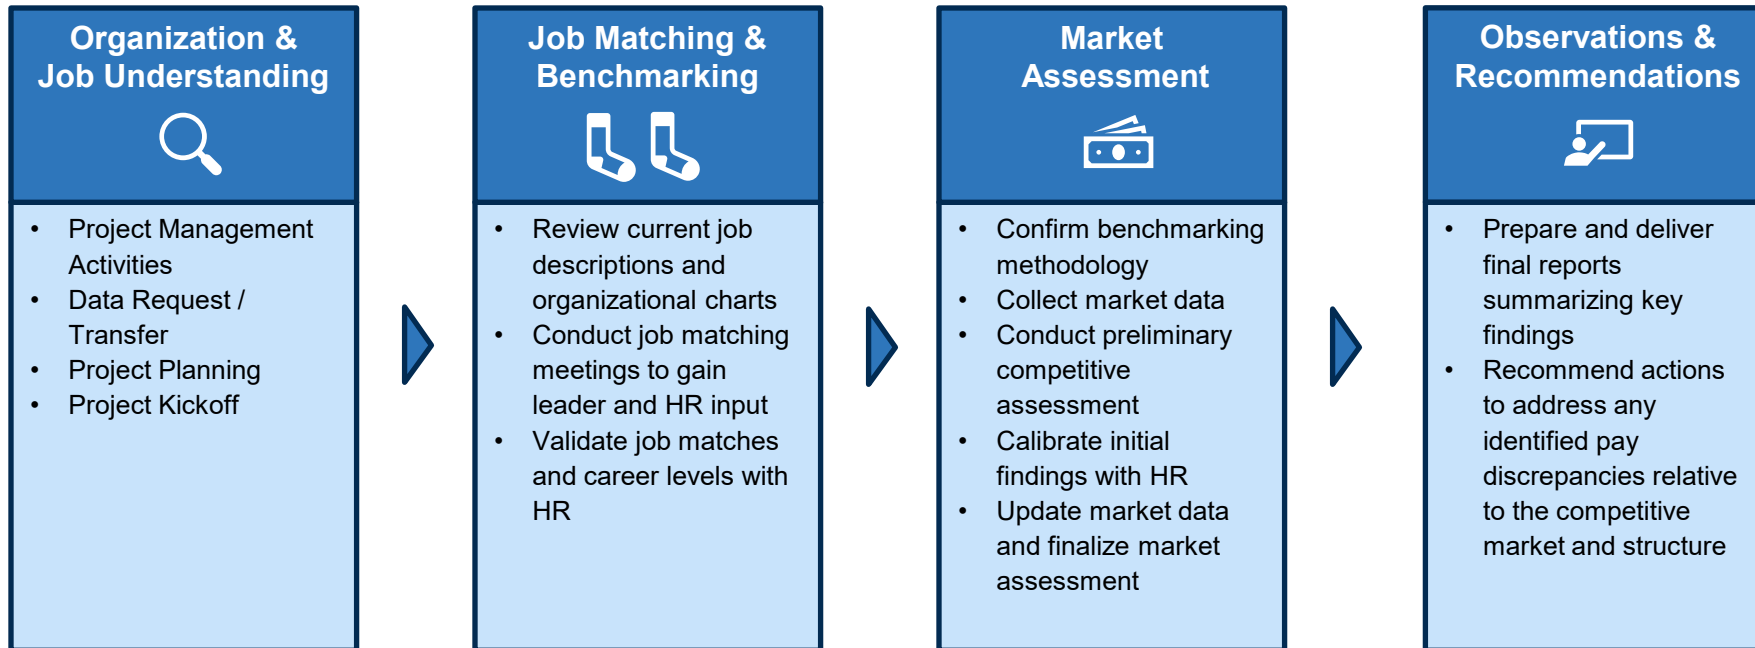 Organization &
Job Understanding
• Project Management
Activities
• Data Request /
Transfer
• Project Planning
• Project Kickoff
Job Matching &
Benchmarking
• Review current job
descriptions and
organizational charts
• Conduct job matching
meetings to gain
leader and HR input
• Validate job matches
and career levels with
HR
Market
Assessment
• Confirm benchmarking
methodology
• Collect market data
• Conduct preliminary
competitive
assessment
• Calibrate initial
findings with HR
• Update market data
and finalize market
assessment
Observations &
Recommendations
• Prepare and deliver
final reports
summarizing key
findings
• Recommend actions
to address any
identified pay
discrepancies relative
to the competitive
market and structure